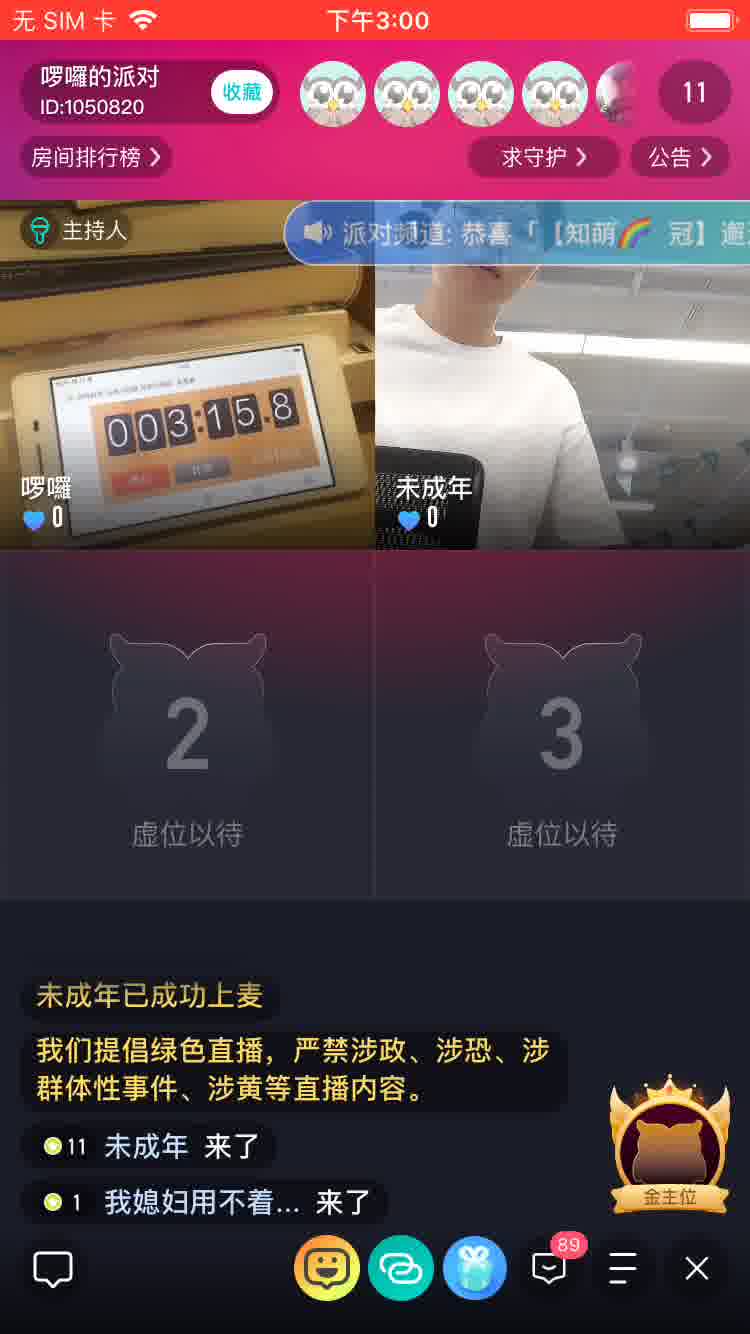 无 SIM 卡
下午3:00
啰囉的派对
ID:1050820
收藏
11
房间排行榜
求守护
公告
主持人
派对频道: 恭喜「【知萌🌈 冠】邂
003:15.8
啰囉
0
未成年
0
2
虚位以待
3
虚位以待
未成年已成功上麦
我们提倡绿色直播，严禁涉政、涉恐、涉
群体性事件、涉黄等直播内容。
11 未成年 来了
1 我媳妇用不着... 来了
金主位
89